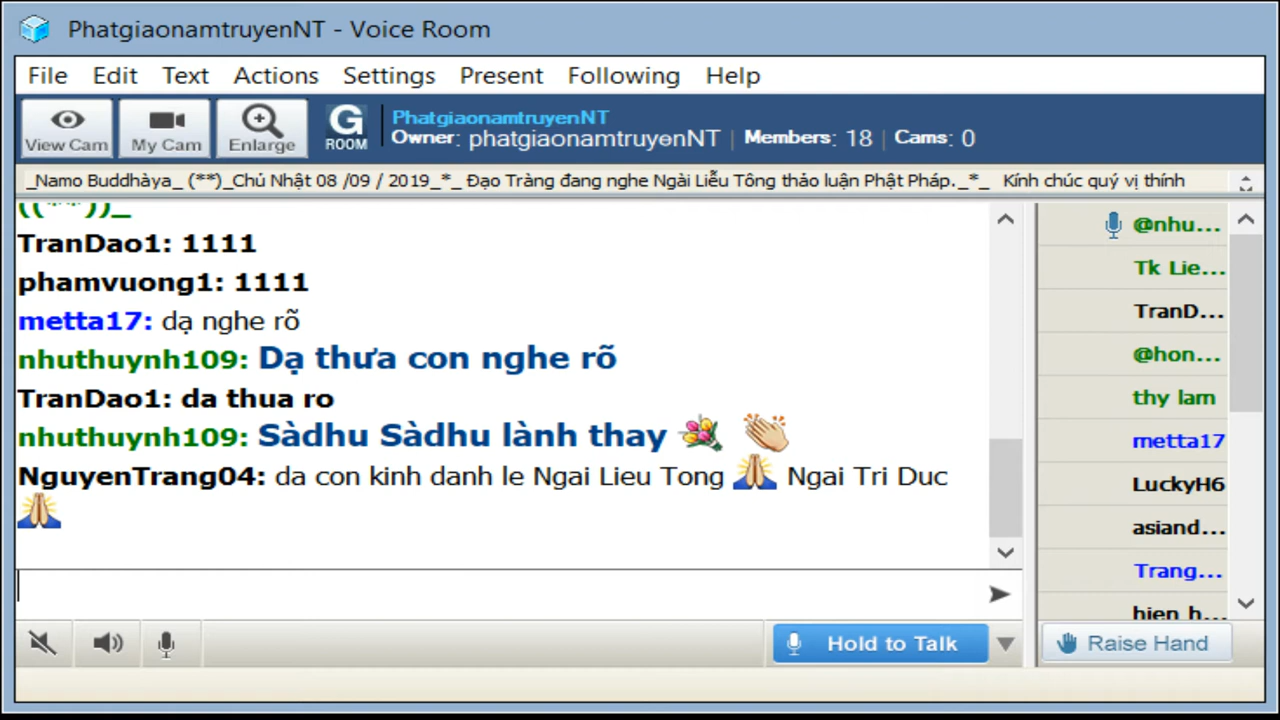 PhatgiaonamtruyenNT - Voice Room
File Edit Text Actions Settings Present Following Help
View Cam My Cam Enlarge G ROOM
PhatgiaonamtruyenNT
Owner: phatgiaonamtruyenNT | Members: 18 | Cams: 0
_Namo Buddhàya_ (**)_Chủ Nhật 08 /09 / 2019_*_ Đạo Tràng đang nghe Ngài Liễu Tông thảo luận Phật Pháp._*_ Kính chúc quý vị thính
((**))_
TranDao1: 1111
phamvuong1: 1111
metta17: dạ nghe rõ
nhuthuynh109: Dạ thưa con nghe rõ
TranDao1: da thua ro
nhuthuynh109: Sàdhu Sàdhu lành thay
NguyenTrang04: da con kinh danh le Ngai Lieu Tong Ngai Tri Duc
@nhu...
Tk Lie...
TranD...
@hon...
thy lam
metta17
LuckyH6
asiand...
Trang...
hien h...
Hold to Talk
Raise Hand